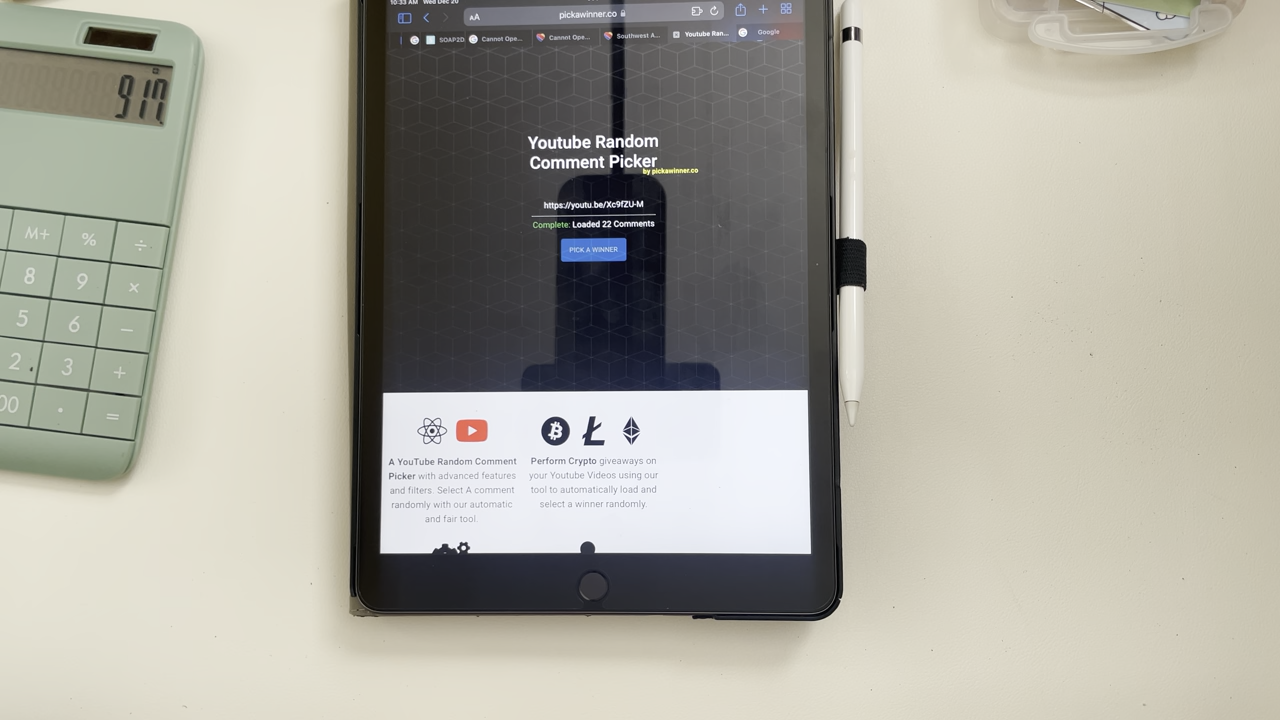 10:33 AM Wed Dec 20
AA pickawinner.co
SOAP2D Cannot Ope... Cannot Ope... Southwest A... Youtube Ran... Google
Youtube Random
Comment Picker
by pickawinner.co
https://youtu.be/Xc9fZU-M
Complete: Loaded 22 Comments
PICK A WINNER
A YouTube Random Comment
Picker with advanced features
and filters. Select A comment
randomly with our automatic
and fair tool.
Perform Crypto giveaways on
your Youtube Videos using our
tool to automatically load and
select a winner randomly.
M+ % ÷
8 9 ×
5 6 −
2 3 +
00 · =